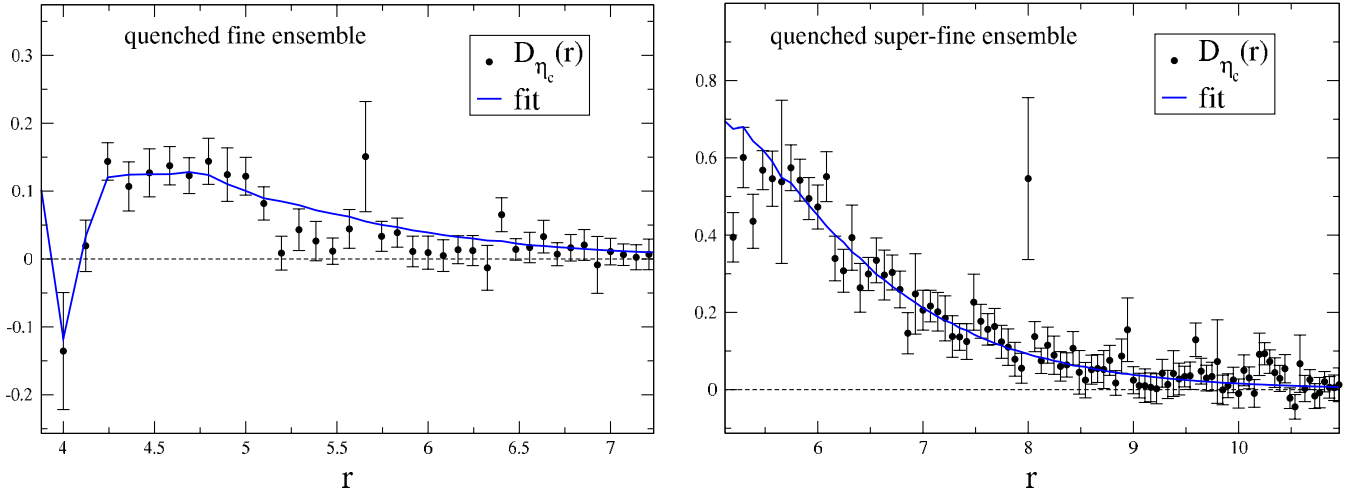 quenched fine ensemble
D_{η_c}(r)
fit
0.3
0.2
0.1
0
-0.1
-0.2
4
4.5
5
5.5
6
6.5
7
r
quenched super-fine ensemble
D_{η_c}(r)
fit
0.8
0.6
0.4
0.2
0
6
7
8
9
10
r